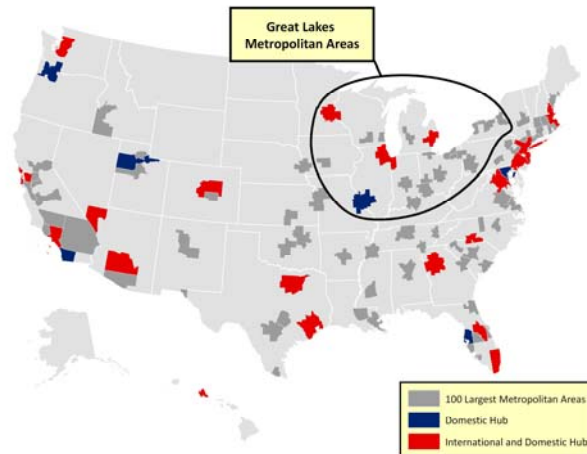 Great Lakes
Metropolitan Areas
100 Largest Metropolitan Areas
Domestic Hub
International and Domestic Hub